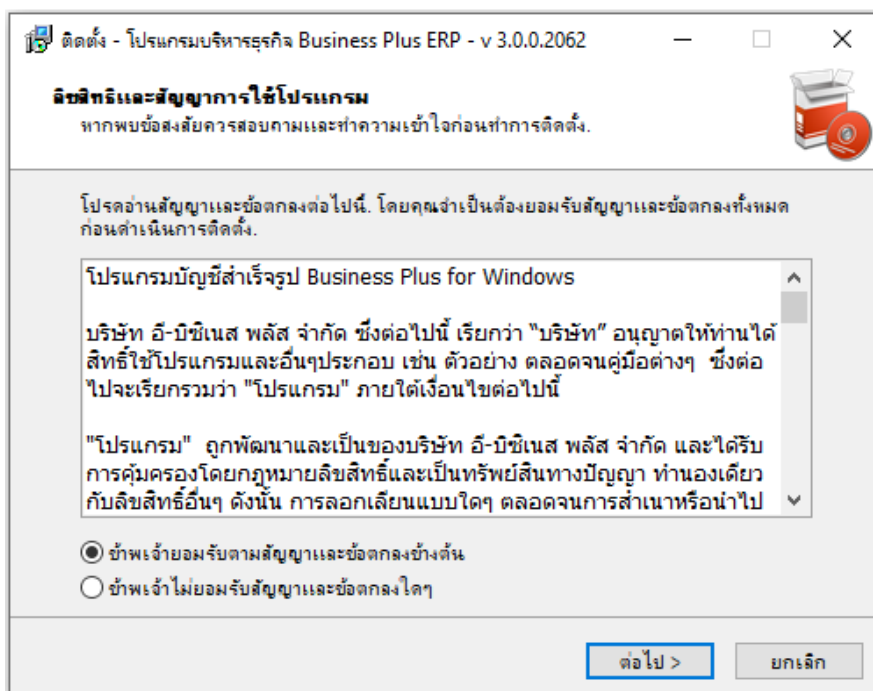 ติดตั้ง - โปรแกรมบริหารธุรกิจ Business Plus ERP - v 3.0.0.2062
ลิขสิทธิและสัญญาการใช้โปรแกรม
หากพบข้อสงสัยควรสอบถามและทำความเข้าใจก่อนทำการติดตั้ง.
โปรดอ่านสัญญาและข้อตกลงต่อไปนี้. โดยคุณจำเป็นต้องยอมรับสัญญาและข้อตกลงทั้งหมด
ก่อนดำเนินการติดตั้ง.
โปรแกรมบัญชีสำเร็จรูป Business Plus for Windows
บริษัท อี-บิซิเนส พลัส จำกัด ซึ่งต่อไปนี้ เรียกว่า “บริษัท” อนุญาตให้ท่านได้
สิทธิ์ใช้โปรแกรมและอื่นๆประกอบ เช่น ตัวอย่าง ตลอดจนคู่มือต่างๆ ซึ่งต่อ
ไปจะเรียกรวมว่า "โปรแกรม" ภายใต้เงื่อนไขต่อไปนี้
"โปรแกรม" ถูกพัฒนาและเป็นของบริษัท อี-บิซิเนส พลัส จำกัด และได้รับ
การคุ้มครองโดยกฎหมายลิขสิทธิ์และเป็นทรัพย์สินทางปัญญา ทำนองเดียว
กับลิขสิทธิ์อื่นๆ ดังนั้น การลอกเลียนแบบใดๆ ตลอดจนการสำเนาหรือนำไป
ข้าพเจ้ายอมรับตามสัญญาและข้อตกลงข้างต้น
ข้าพเจ้าไม่ยอมรับสัญญาและข้อตกลงใดๆ
ต่อไป >
ยกเลิก